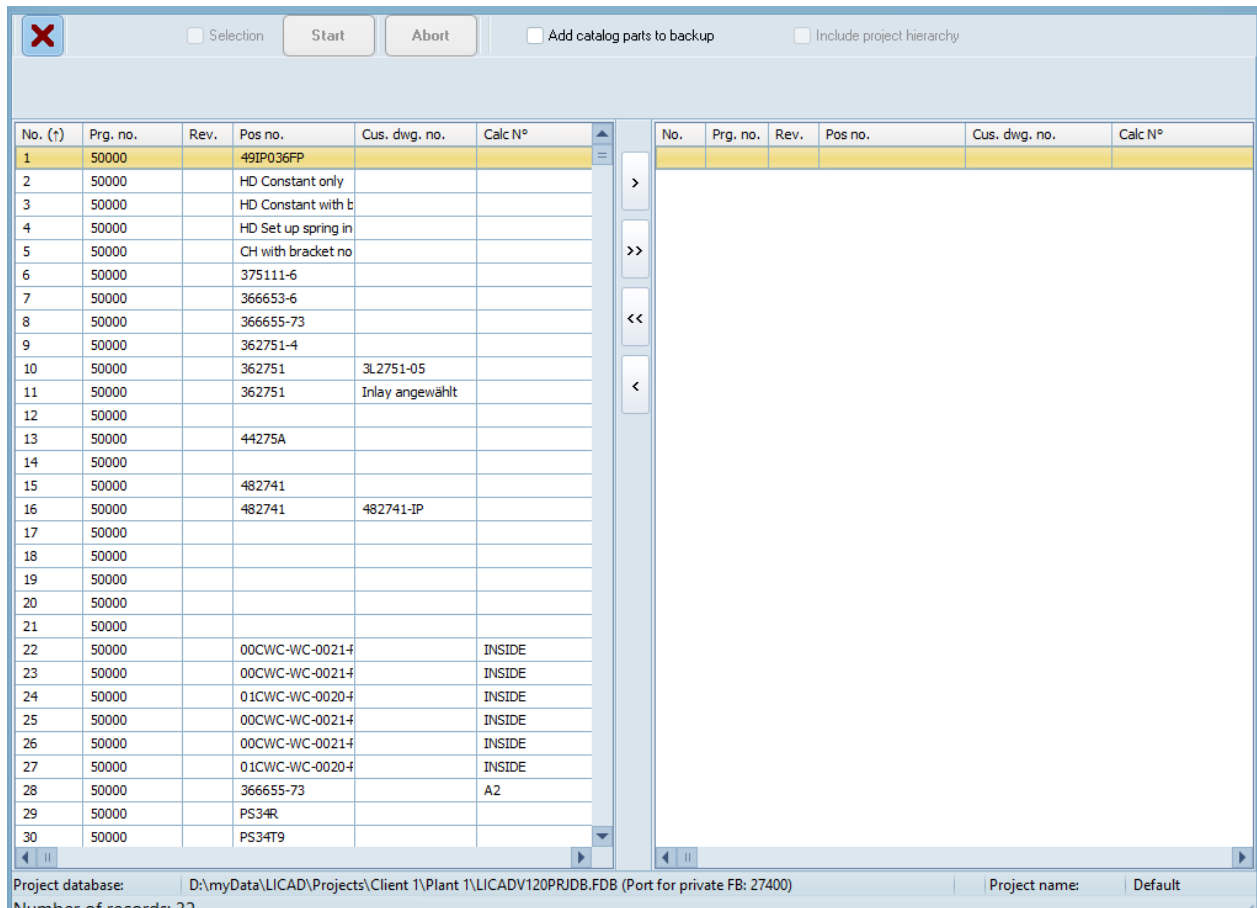 Selection Start Abort Add catalog parts to backup Include project hierarchy
No. (↑) Prg. no. Rev. Pos no. Cus. dwg. no. Calc N° No. Prg. no. Rev. Pos no. Cus. dwg. no. Calc N°
1 50000 49IP036FP
2 50000 HD Constant only >
3 50000 HD Constant with b
4 50000 HD Set up spring in
5 50000 CH with bracket no >>
6 50000 375111-6
7 50000 366653-6
8 50000 366655-73 <<
9 50000 362751-4
10 50000 362751 3L2751-05
11 50000 362751 Inlay angewählt <
12 50000
13 50000 44275A
14 50000
15 50000 482741
16 50000 482741 482741-IP
17 50000
18 50000
19 50000
20 50000
21 50000
22 50000 00CWC-WC-0021- INSIDE
23 50000 00CWC-WC-0021- INSIDE
24 50000 01CWC-WC-0020- INSIDE
25 50000 00CWC-WC-0021- INSIDE
26 50000 00CWC-WC-0021- INSIDE
27 50000 01CWC-WC-0020- INSIDE
28 50000 366655-73 A2
29 50000 PS34R
30 50000 PS34T9
Project database: D:\myData\LICAD\Projects\Client 1\Plant 1\LICADV120PRJDB.FDB (Port for private FB: 27400) Project name: Default
Number of records: 32